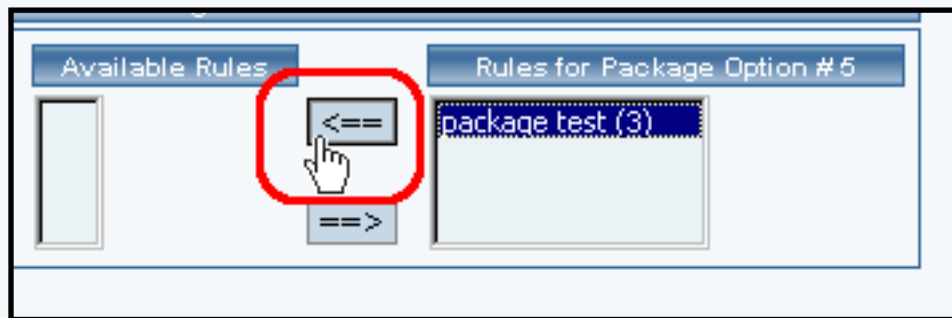 Available Rules
Rules for Package Option #5
<==
package test (3)
==>